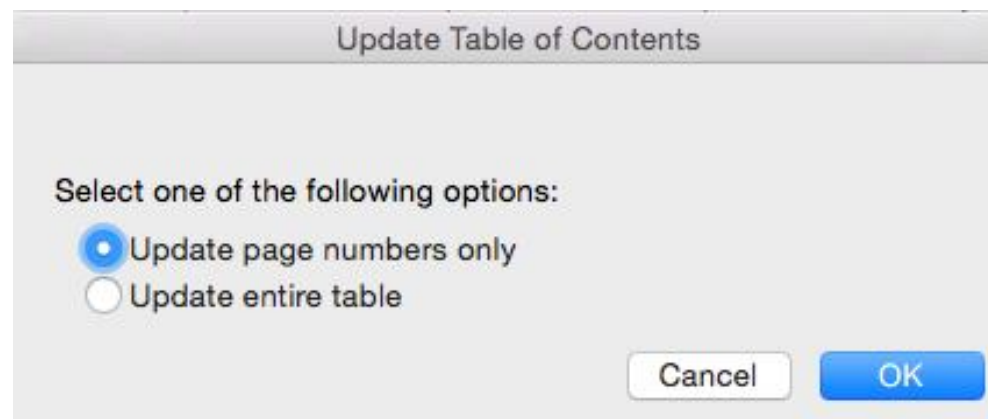 Update Table of Contents
Select one of the following options:
Update page numbers only
Update entire table
Cancel OK